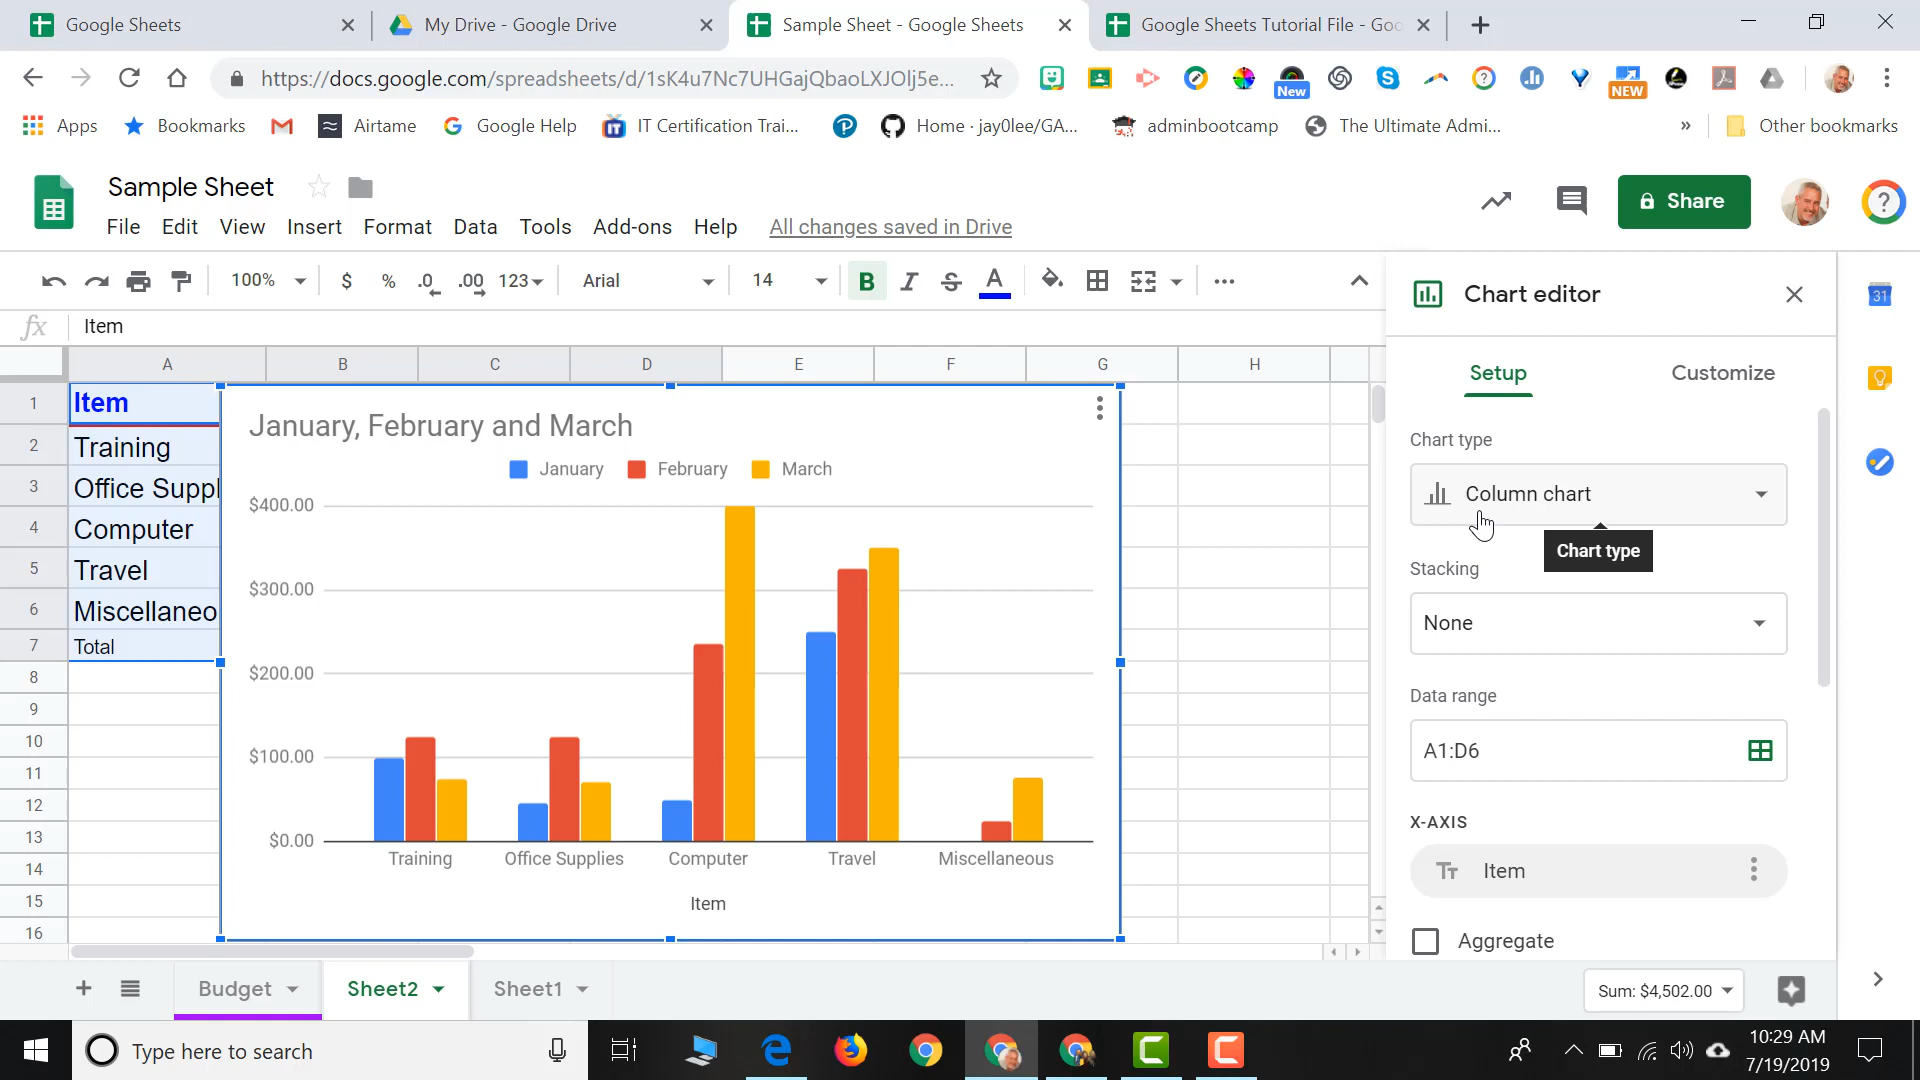 Google Sheets
My Drive - Google Drive
Sample Sheet - Google Sheets
Google Sheets Tutorial File - Goo
https://docs.google.com/spreadsheets/d/1sK4u7Nc7UHGajQbaoLXJOlj5e...
New
NEW
Apps
Bookmarks
Airtame
Google Help
IT Certification Trai...
Home · jay0lee/GA...
adminbootcamp
The Ultimate Admi...
»
Other bookmarks
Sample Sheet
File Edit View Insert Format Data Tools Add-ons Help All changes saved in Drive
Share
100% $ % .0 .00 123 Arial 14 B I S A
fx Item
A B C D E F G H
1 Item
2 Training
3 Office Suppl
4 Computer
5 Travel
6 Miscellaneo
7 Total
8
9
10
11
12
13
14
15
16
January, February and March
January February March
$400.00
$300.00
$200.00
$100.00
$0.00
Training Office Supplies Computer Travel Miscellaneous
Item
Chart editor
Setup Customize
Chart type
Column chart
Chart type
Stacking
None
Data range
A1:D6
X-AXIS
Tт Item
Aggregate
31
Budget Sheet2 Sheet1
Sum: $4,502.00
Type here to search
10:29 AM
7/19/2019